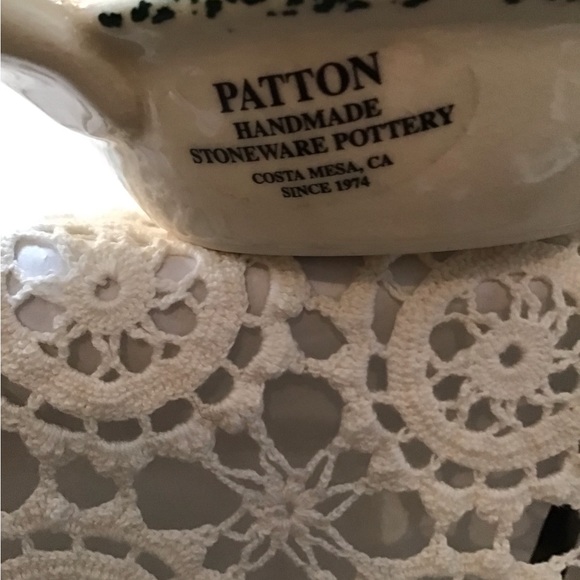 PATTON
HANDMADE
STONEWARE POTTERY
COSTA MESA, CA
SINCE 1974